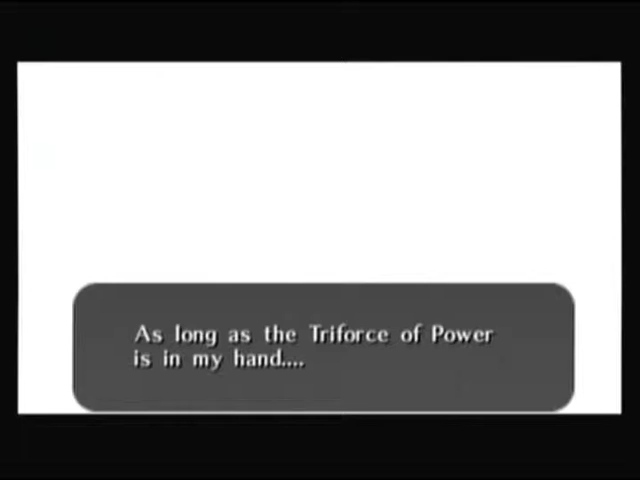 As long as the Triforce of Power
is in my hand....